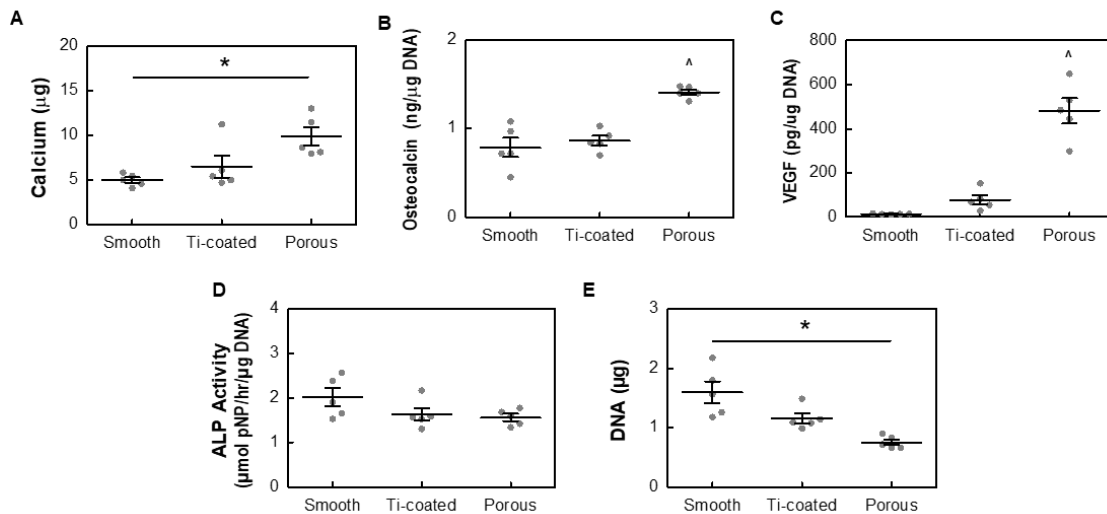 A
Calcium (µg)
20
15
10
5
0
*
Smooth Ti-coated Porous
B
Osteocalcin (ng/µg DNA)
2
1
0
^
Smooth Ti-coated Porous
C
VEGF (pg/ug DNA)
800
600
400
200
0
^
Smooth Ti-coated Porous
D
ALP Activity
(µmol pNP/hr/µg DNA)
4
3
2
1
0
Smooth Ti-coated Porous
E
DNA (µg)
3
2
1
0
*
Smooth Ti-coated Porous